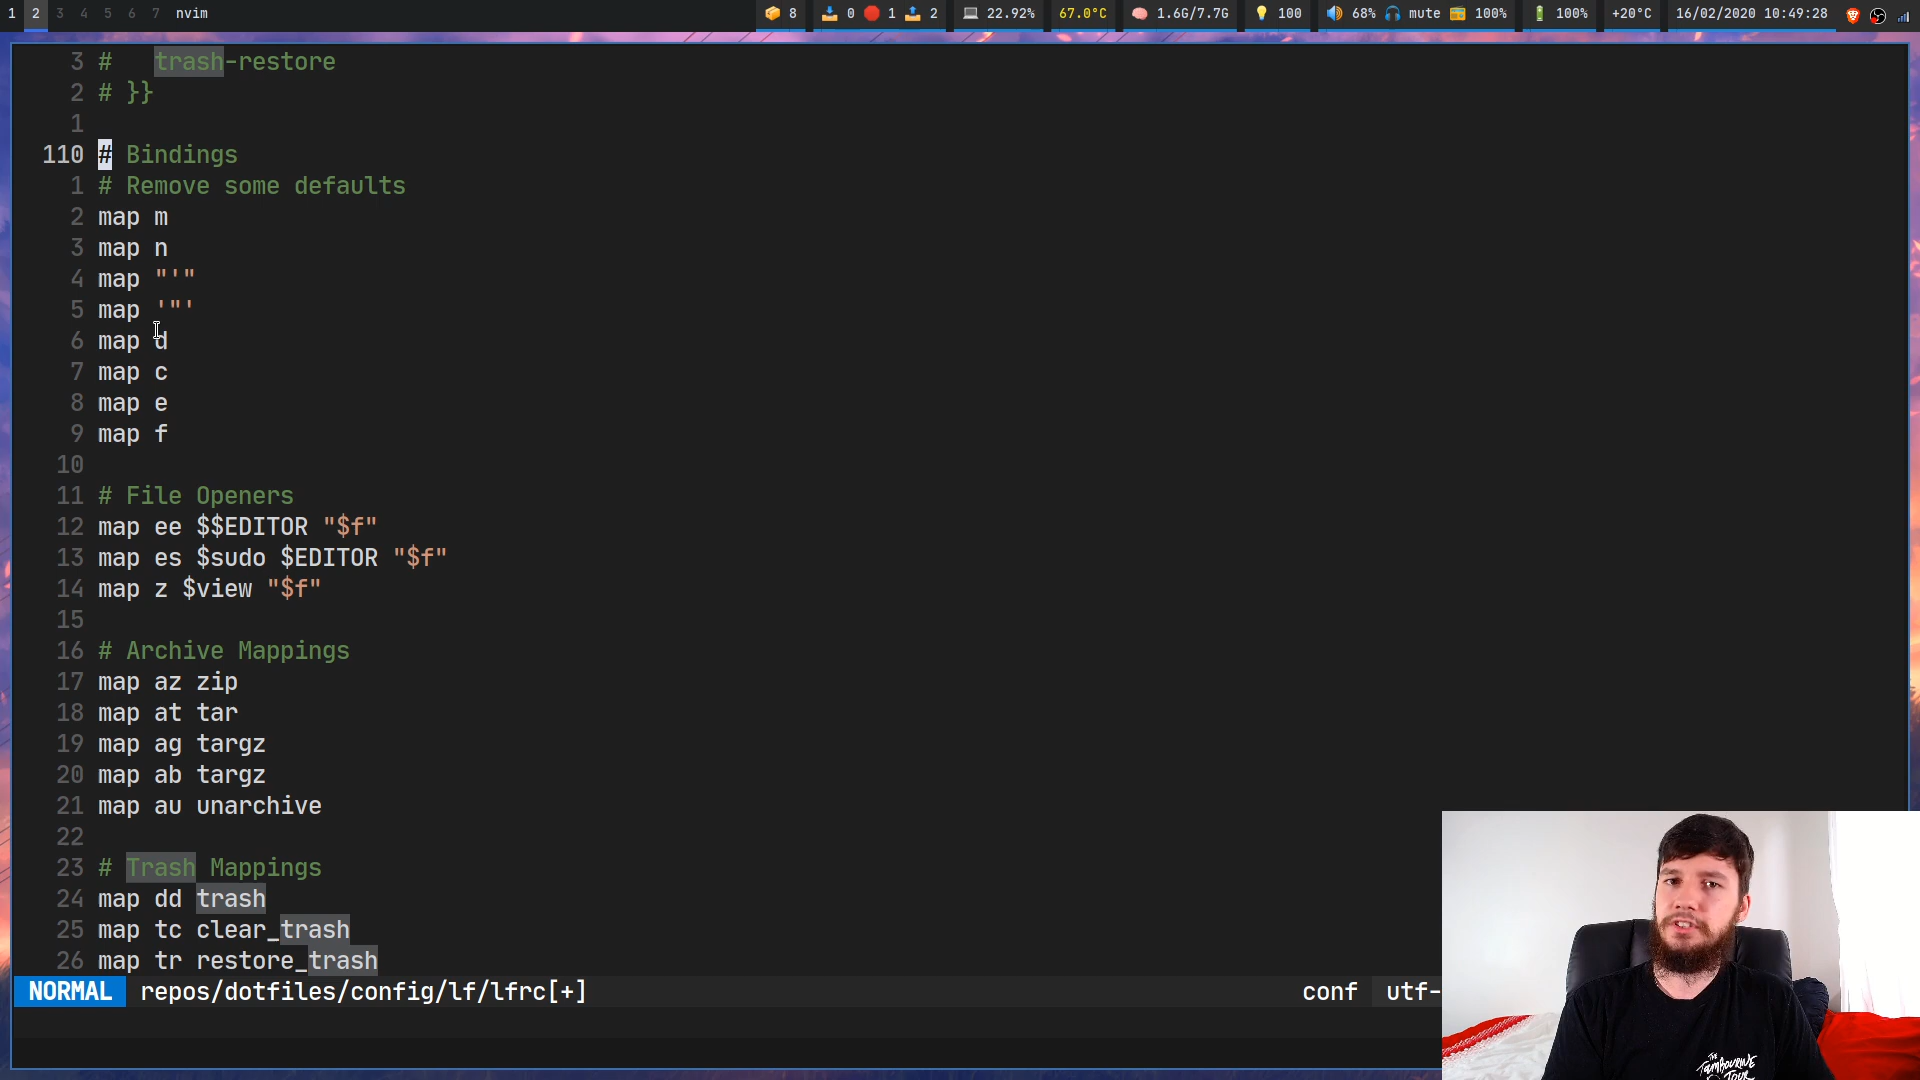 1 2 3 4 5 6 7 nvim 8 0 1 2 22.92% 67.0°C 1.6G/7.7G 100 68% mute 100% 100% +20°C 16/02/2020 10:49:28
3 #   trash-restore
2 # }}
1
110 # Bindings
1 # Remove some defaults
2 map m
3 map n
4 map "'"
5 map '"'
6 map d
7 map c
8 map e
9 map f
10
11 # File Openers
12 map ee $$EDITOR "$f"
13 map es $sudo $EDITOR "$f"
14 map z $view "$f"
15
16 # Archive Mappings
17 map az zip
18 map at tar
19 map ag targz
20 map ab targz
21 map au unarchive
22
23 # Trash Mappings
24 map dd trash
25 map tc clear_trash
26 map tr restore_trash
NORMAL repos/dotfiles/config/lf/lfrc[+] conf utf-
THE
TAMBOURINE
TOUR